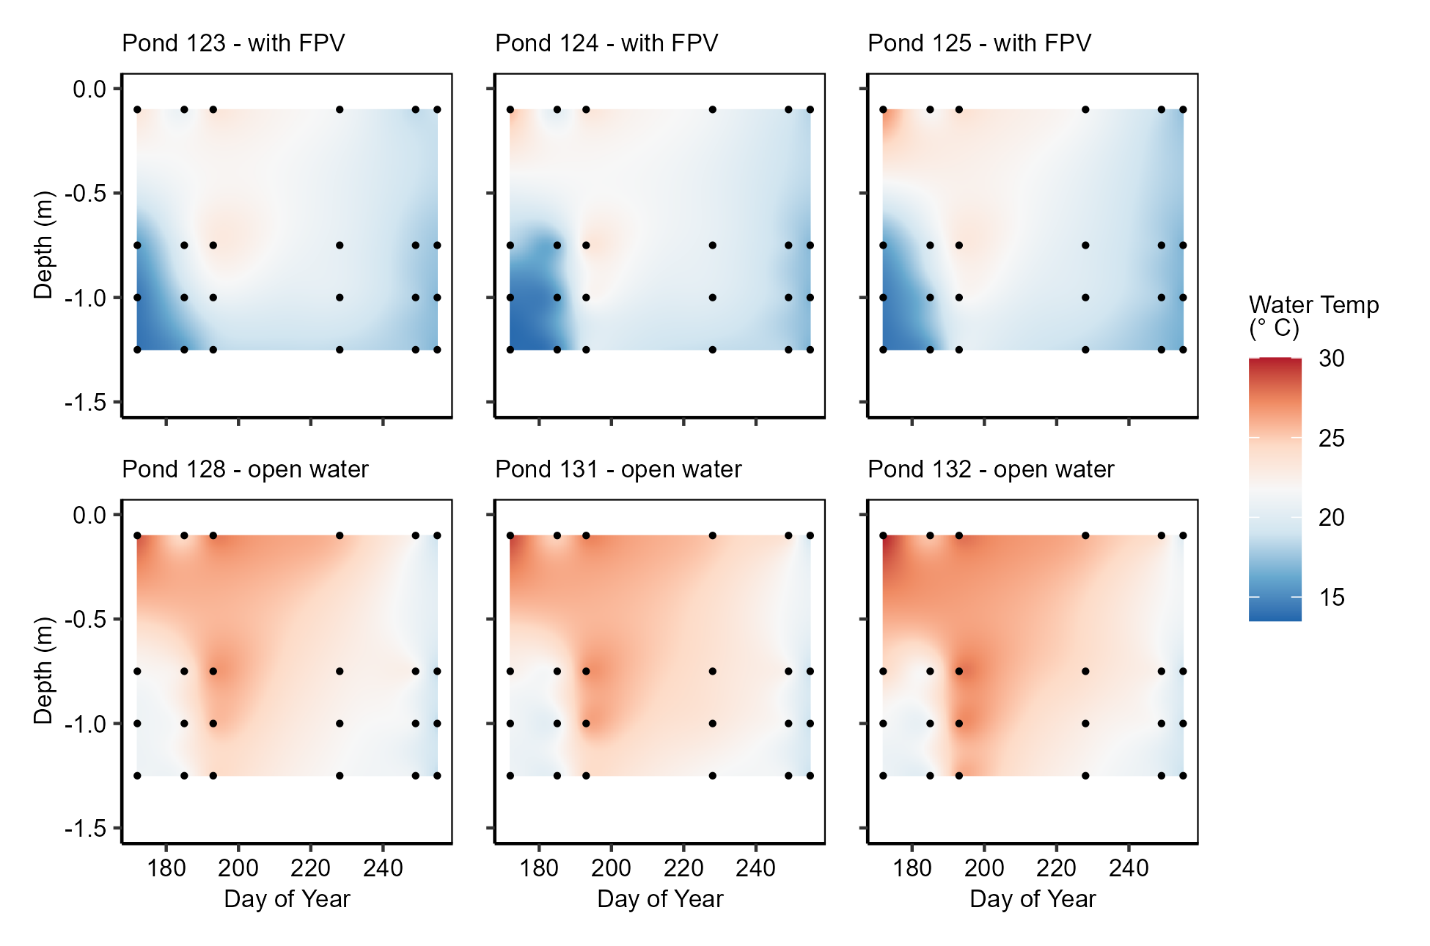 Pond 123 - with FPV
Pond 124 - with FPV
Pond 125 - with FPV
0.0
-0.5
-1.0
-1.5
Depth (m)
Pond 128 - open water
Pond 131 - open water
Pond 132 - open water
0.0
-0.5
-1.0
-1.5
Depth (m)
180 200 220 240
180 200 220 240
180 200 220 240
Day of Year
Day of Year
Day of Year
Water Temp
(° C)
30
25
20
15